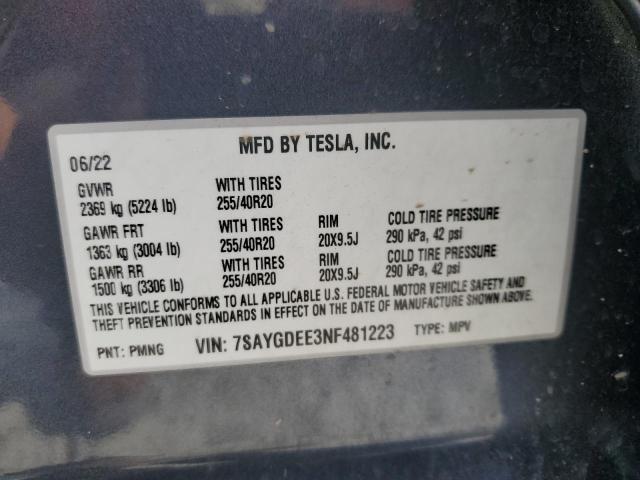 MFD BY TESLA, INC.
06/22
GVWR WITH TIRES
2369 kg (5224 lb) 255/40R20
GAWR FRT WITH TIRES RIM COLD TIRE PRESSURE
1363 kg (3004 lb) 255/40R20 20X9.5J 290 kPa, 42 psi
GAWR RR WITH TIRES RIM COLD TIRE PRESSURE
1500 kg (3306 lb) 255/40R20 20X9.5J 290 kPa, 42 psi
THIS VEHICLE CONFORMS TO ALL APPLICABLE U.S. FEDERAL MOTOR VEHICLE SAFETY AND
THEFT PREVENTION STANDARDS IN EFFECT ON THE DATE OF MANUFACTURE SHOWN ABOVE.
PNT: PMNG VIN: 7SAYGDEE3NF481223 TYPE: MPV